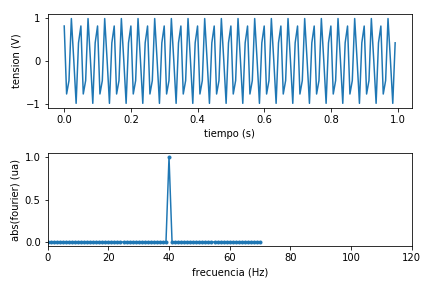 1
0
−1
tension (V)
0.0 0.2 0.4 0.6 0.8 1.0
tiempo (s)
1.0
0.5
0.0
abs(fourier) (ua)
0 20 40 60 80 100 120
frecuencia (Hz)